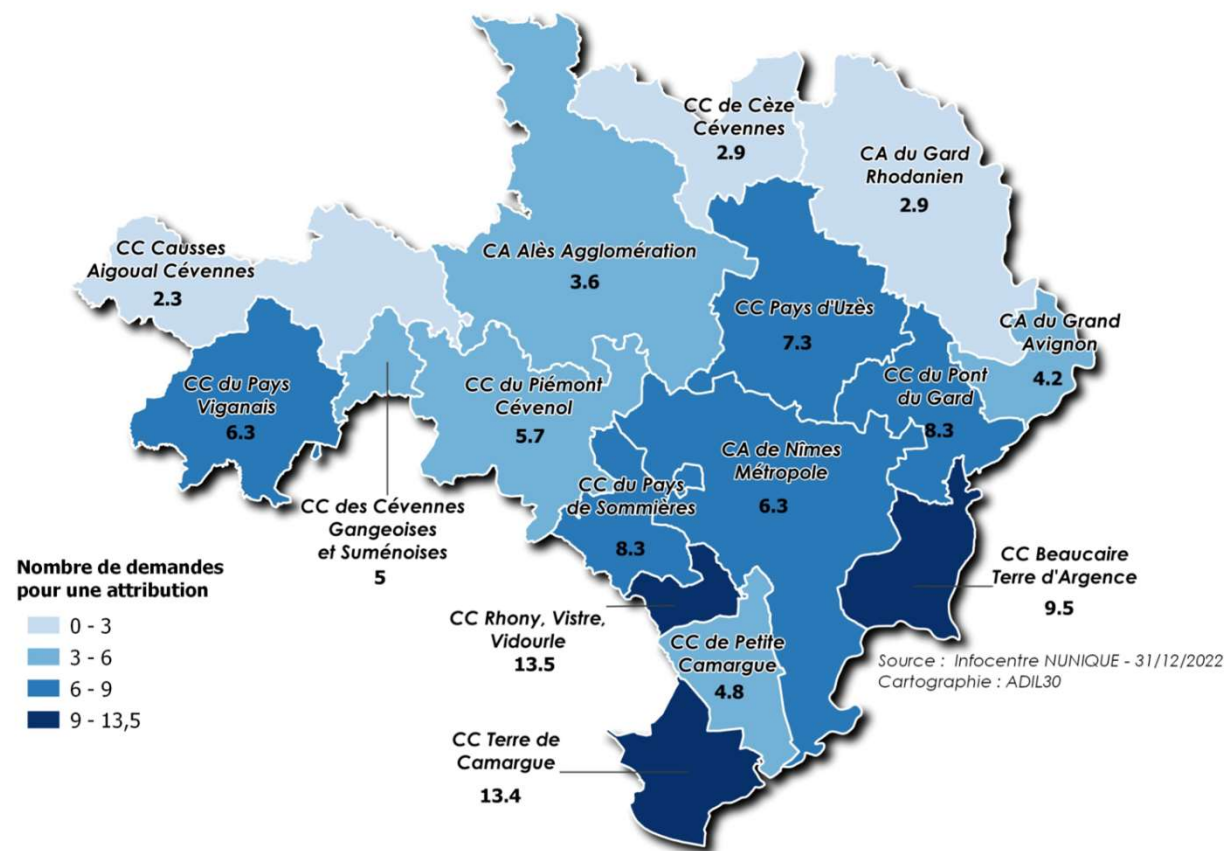 CC de Cèze
Cévennes
2.9
CA du Gard
Rhodanien
2.9
CC Causses
Aigoual Cévennes
2.3
CA Alès Agglomération
3.6
CC Pays d'Uzès
7.3
CA du Grand
Avignon
4.2
CC du Pays
Viganais
6.3
CC du Piémont
Cévenol
5.7
CC du Pont
du Gard
8.3
CA de Nîmes
Métropole
6.3
CC du Pays
de Sommières
8.3
CC des Cévennes
Gangeoises
et Suménoises
5
CC Beaucaire
Terre d'Argence
9.5
Nombre de demandes
pour une attribution
0 - 3
3 - 6
6 - 9
9 - 13,5
CC Rhony, Vistre,
Vidourle
13.5
CC de Petite
Camargue
4.8
Source : Infocentre NUNIQUE - 31/12/2022
Cartographie : ADIL30
CC Terre de
Camargue
13.4